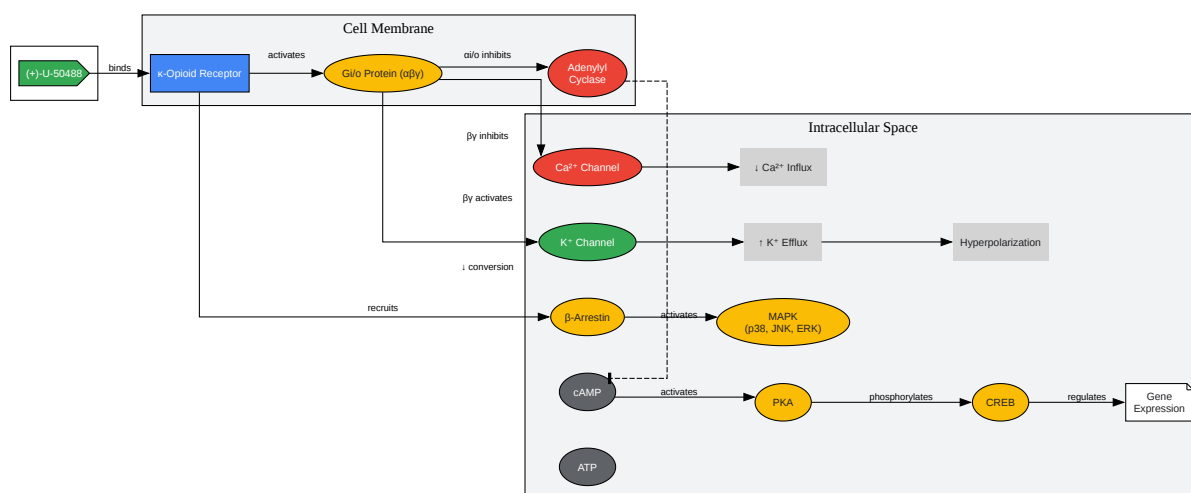 Cell Membrane
(+)-U-50488
binds
κ-Opioid Receptor
activates
Gi/o Protein (αβγ)
αi/o inhibits
Adenylyl
Cyclase
Intracellular Space
βγ inhibits
Ca²⁺ Channel
↓ Ca²⁺ Influx
βγ activates
K⁺ Channel
↑ K⁺ Efflux
Hyperpolarization
↓ conversion
recruits
β-Arrestin
activates
MAPK
(p38, JNK, ERK)
cAMP
activates
PKA
phosphorylates
CREB
regulates
Gene
Expression
ATP